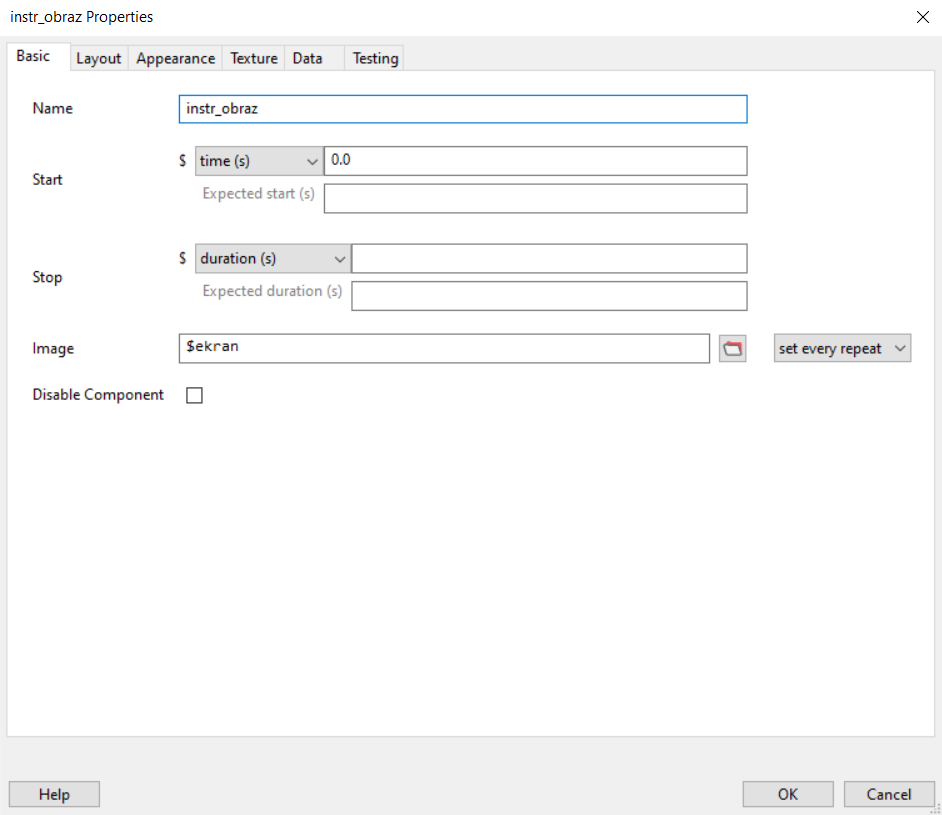 instr_obraz Properties
Basic Layout Appearance Texture Data Testing
Name instr_obraz
Start $ time (s) 0.0
Expected start (s)
Stop $ duration (s)
Expected duration (s)
Image $ekran set every repeat
Disable Component
Help OK Cancel